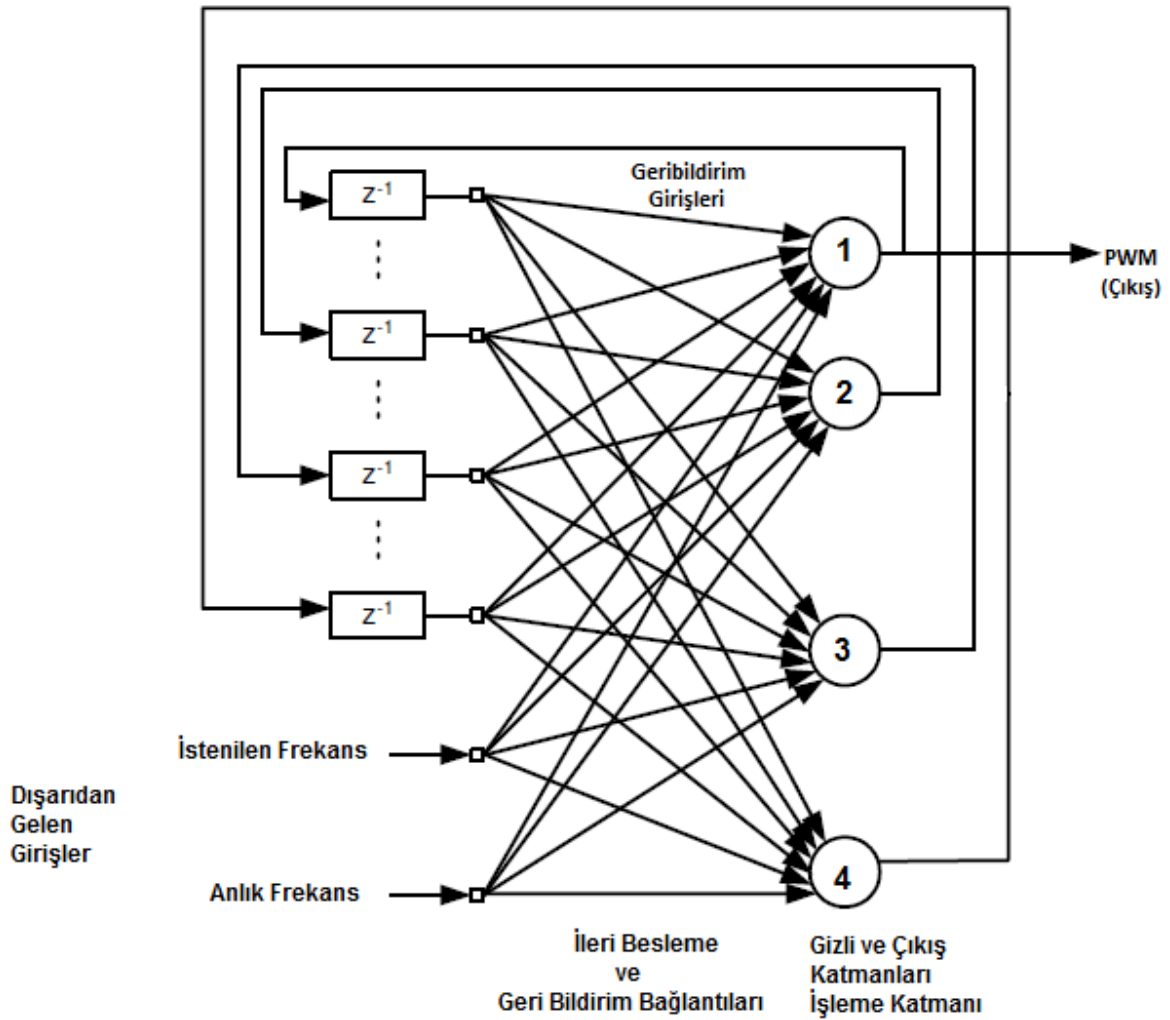 Geribildirim
Girişleri
Z⁻¹
1
PWM
(Çıkış)
Z⁻¹
2
Z⁻¹
Z⁻¹
3
İstenilen Frekans
Dışarıdan
Gelen
Girişler
Anlık Frekans
4
İleri Besleme
ve
Geri Bildirim Bağlantıları
Gizli ve Çıkış
Katmanları
İşleme Katmanı